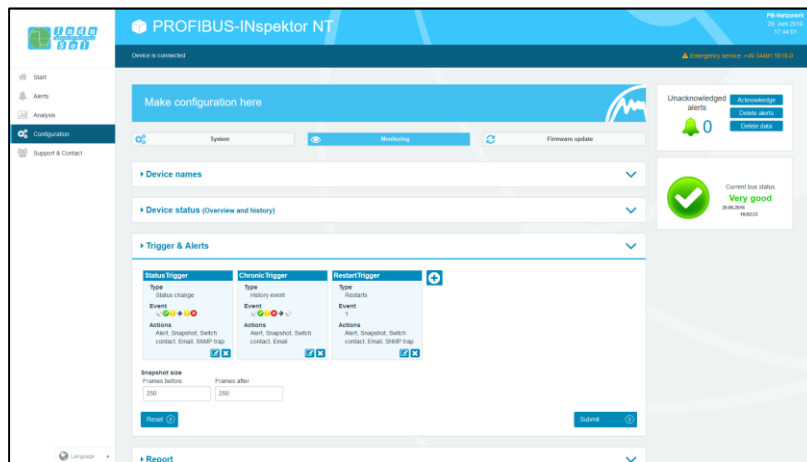 PROFIBUS-INspektor NT
PB-Netzwerk
29. Juni 2016
17:44:01
Device is connected
Emergency service: +49 34491 5818-0
Start
Alerts
Analysis
Configuration
Support & Contact
Make configuration here
System
Monitoring
Firmware update
Unacknowledged
alerts
0
Acknowledge
Delete alerts
Delete data
Current bus status
Very good
Device names
Device status (Overview and history)
Trigger & Alerts
StatusTrigger
Type
Status change
Event
Actions
Alert, Snapshot, Switch
contact, Email, SNMP trap
ChronicTrigger
Type
History event
Event
Actions
Alert, Snapshot, Switch
contact, Email
RestartTrigger
Type
Restarts
Event
1
Actions
Alert, Snapshot, Switch
contact, Email, SNMP trap
Snapshot size
Frames before
Frames after
250
250
Reset
Submit
Report
Language